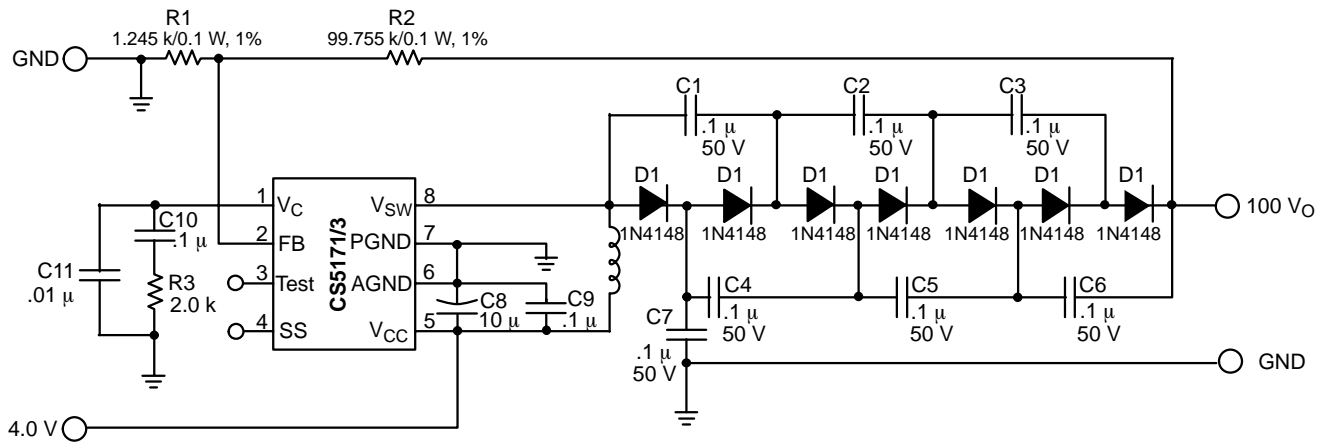 R1
1.245 k/0.1 W, 1%
R2
99.755 k/0.1 W, 1%
GND
C1
.1 μ
50 V
C2
.1 μ
50 V
C3
.1 μ
50 V
D1
1N4148
D1
1N4148
D1
1N4148
D1
1N4148
D1
1N4148
D1
1N4148
D1
1N4148
100 VO
1
VC
2
FB
3
Test
4
SS
CS5171/3
VSW
8
PGND
7
AGND
6
VCC
5
C10
.1 μ
C11
.01 μ
R3
2.0 k
C8
10 μ
C9
.1 μ
C4
.1 μ
50 V
C5
.1 μ
50 V
C6
.1 μ
50 V
C7
.1 μ
50 V
GND
4.0 V